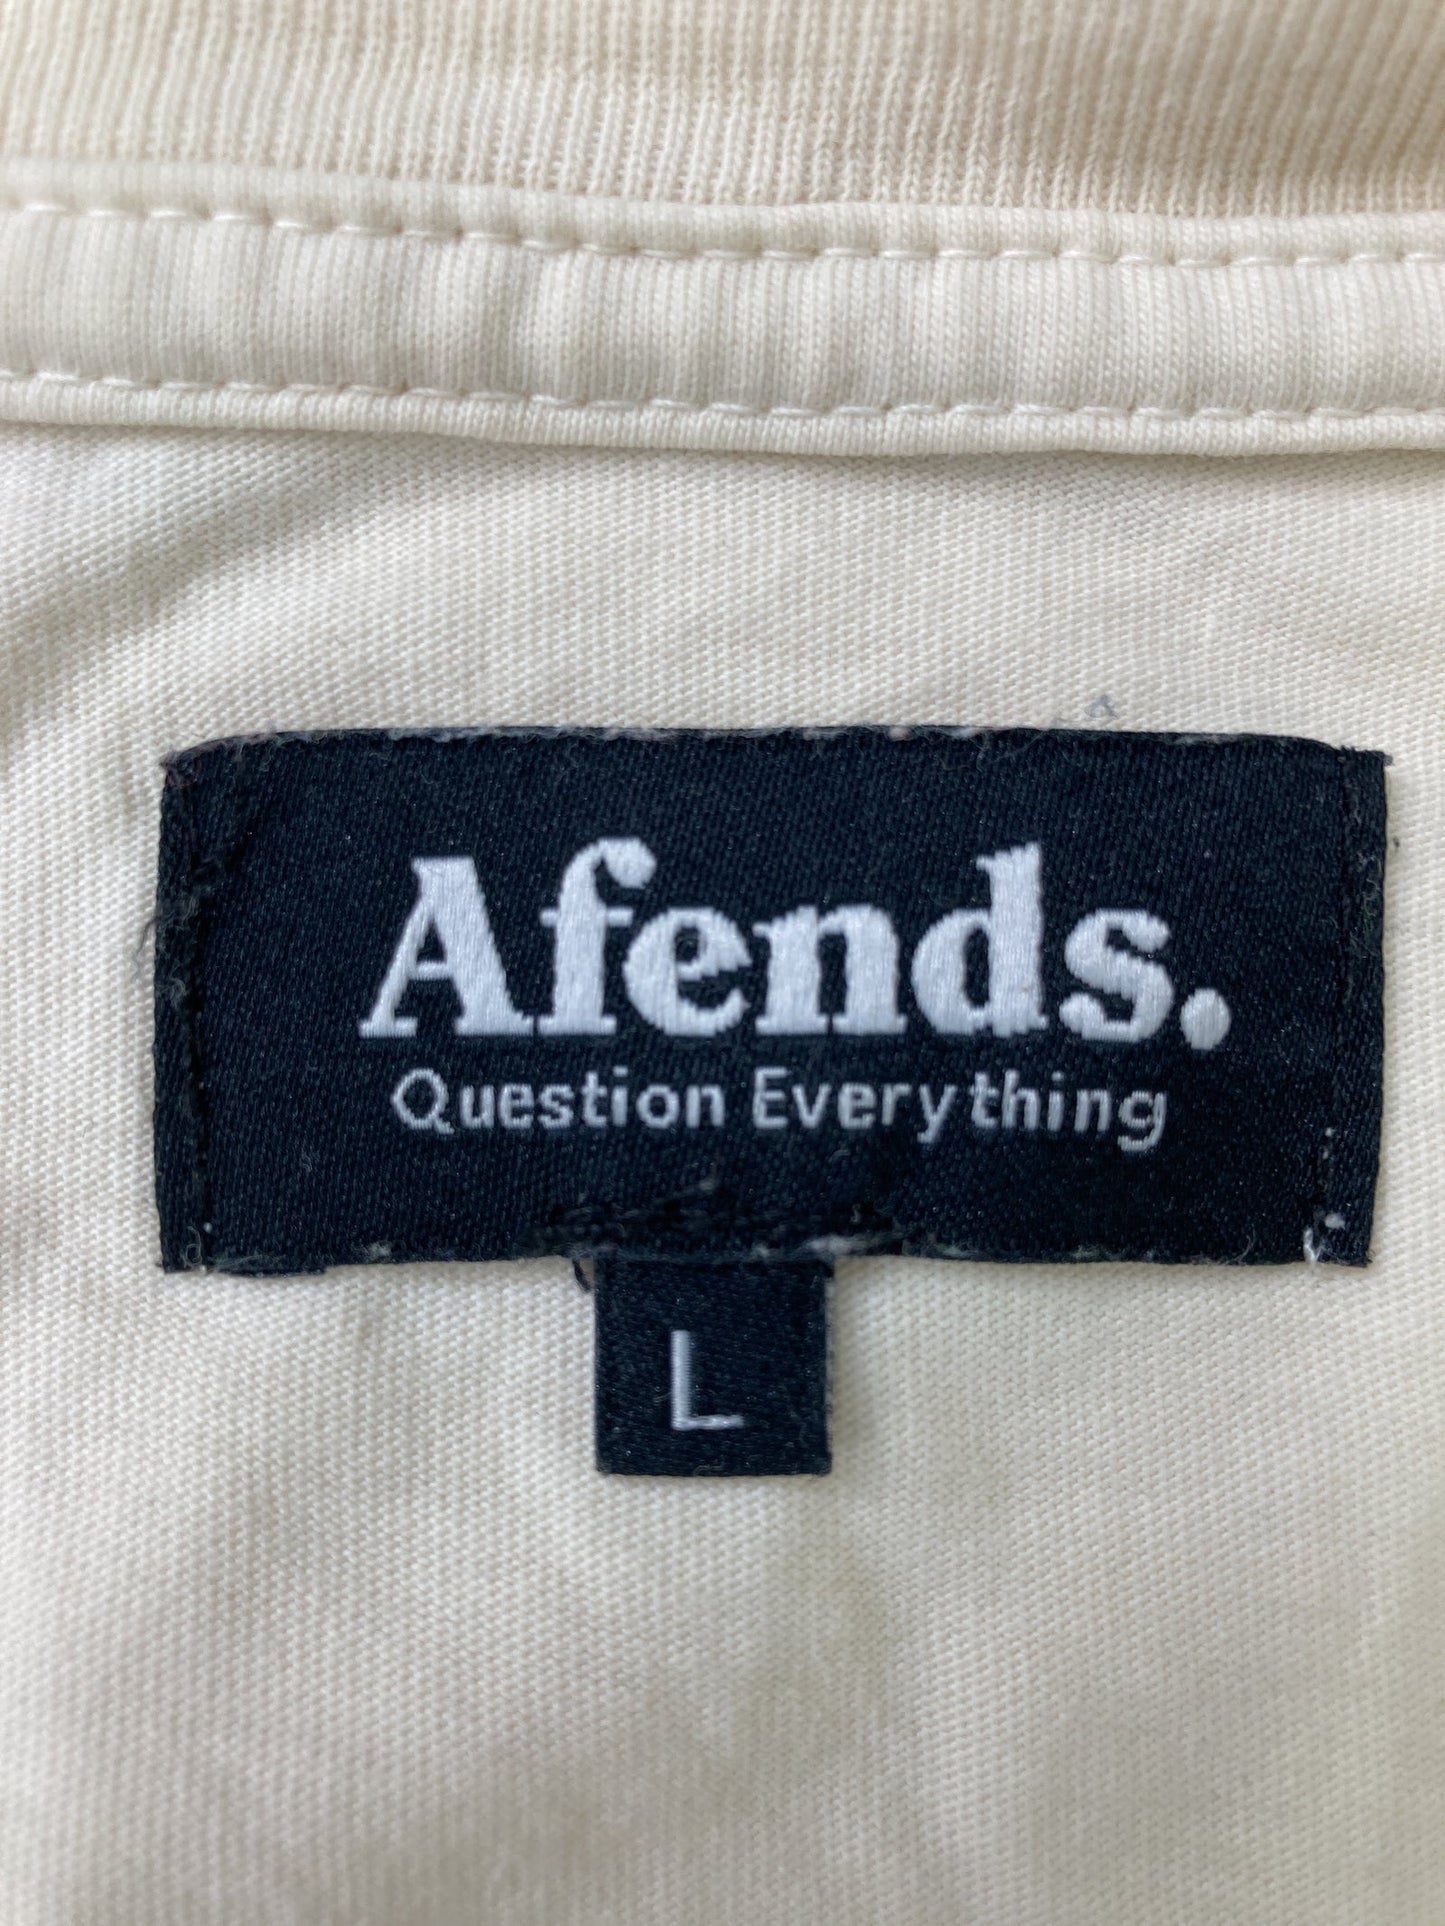 Afends.
Question Everything
L